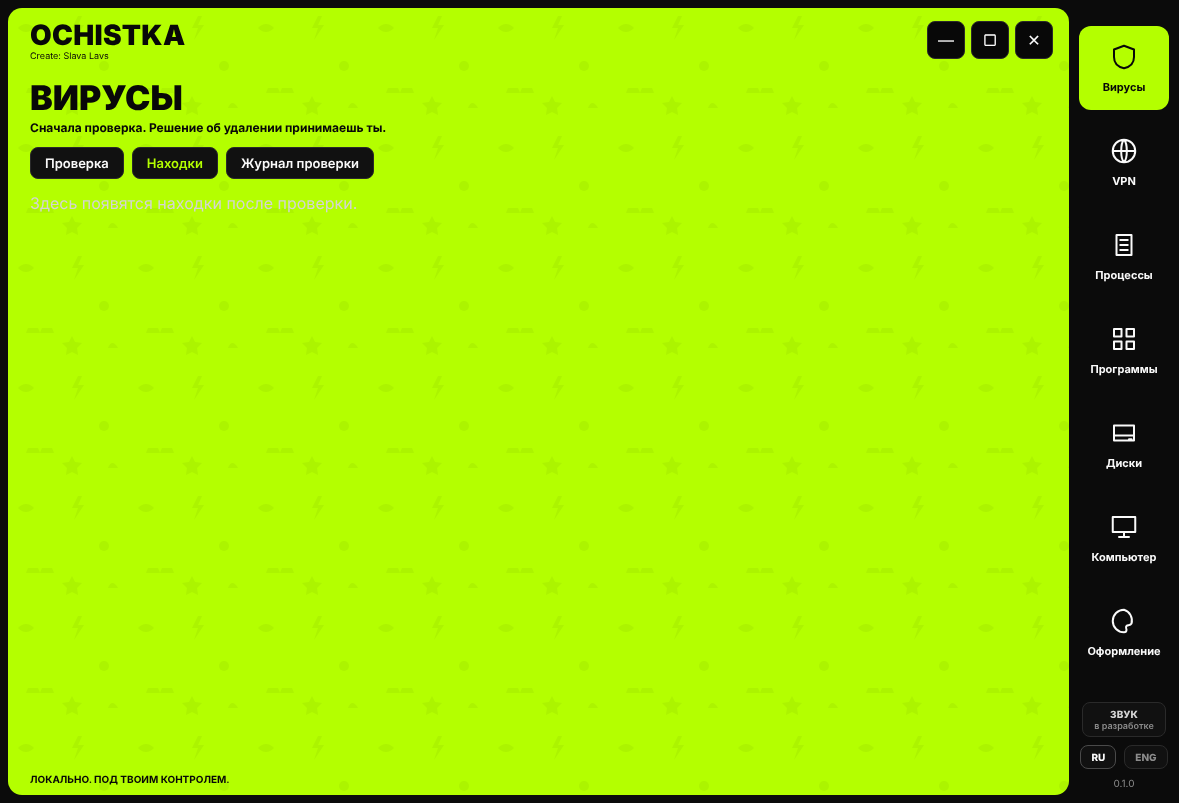 OCHISTKA
Create: Slava Lavs
ВИРУСЫ
Сначала проверка. Решение об удалении принимаешь ты.
Проверка Находки Журнал проверки
Здесь появятся находки после проверки.
ЛОКАЛЬНО. ПОД ТВОИМ КОНТРОЛЕМ.
Вирусы
VPN
Процессы
Программы
Диски
Компьютер
Оформление
ЗВУК
в разработке
RU ENG
0.1.0